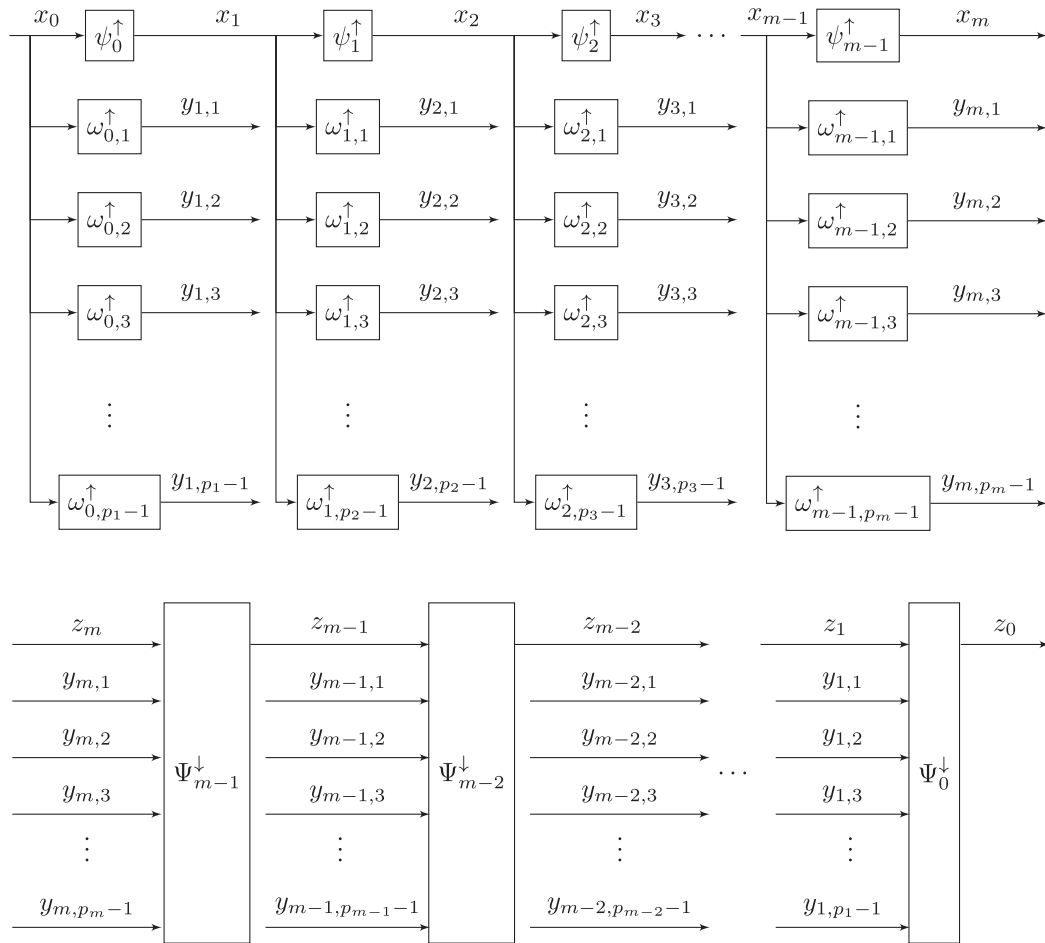 x_0 ψ_0^↑ x_1 ψ_1^↑ x_2 ψ_2^↑ x_3 ⋯ x_{m−1} ψ_{m−1}^↑ x_m
ω_{0,1}^↑ y_{1,1} ω_{1,1}^↑ y_{2,1} ω_{2,1}^↑ y_{3,1} ω_{m−1,1}^↑ y_{m,1}
ω_{0,2}^↑ y_{1,2} ω_{1,2}^↑ y_{2,2} ω_{2,2}^↑ y_{3,2} ω_{m−1,2}^↑ y_{m,2}
ω_{0,3}^↑ y_{1,3} ω_{1,3}^↑ y_{2,3} ω_{2,3}^↑ y_{3,3} ω_{m−1,3}^↑ y_{m,3}
⋮ ⋮ ⋮ ⋮
ω_{0,p_1−1}^↑ y_{1,p_1−1} ω_{1,p_2−1}^↑ y_{2,p_2−1} ω_{2,p_3−1}^↑ y_{3,p_3−1} ω_{m−1,p_m−1}^↑ y_{m,p_m−1}
z_m z_{m−1} z_{m−2} z_1 z_0
y_{m,1} y_{m−1,1} y_{m−2,1} y_{1,1}
y_{m,2} y_{m−1,2} y_{m−2,2} y_{1,2}
Ψ_{m−1}^↓ Ψ_{m−2}^↓ ⋯ Ψ_0^↓
y_{m,3} y_{m−1,3} y_{m−2,3} y_{1,3}
⋮ ⋮ ⋮ ⋮
y_{m,p_m−1} y_{m−1,p_{m−1}−1} y_{m−2,p_{m−2}−1} y_{1,p_1−1}